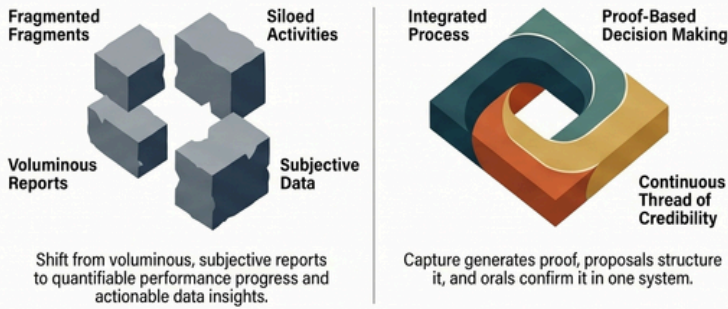 Fragmented
Fragments
Siloed
Activities
Voluminous
Reports
Subjective
Data
Shift from voluminous, subjective reports
to quantifiable performance progress and
actionable data insights.
Integrated
Process
Proof-Based
Decision Making
Continuous
Thread of
Credibility
Capture generates proof, proposals structure
it, and orals confirm it in one system.